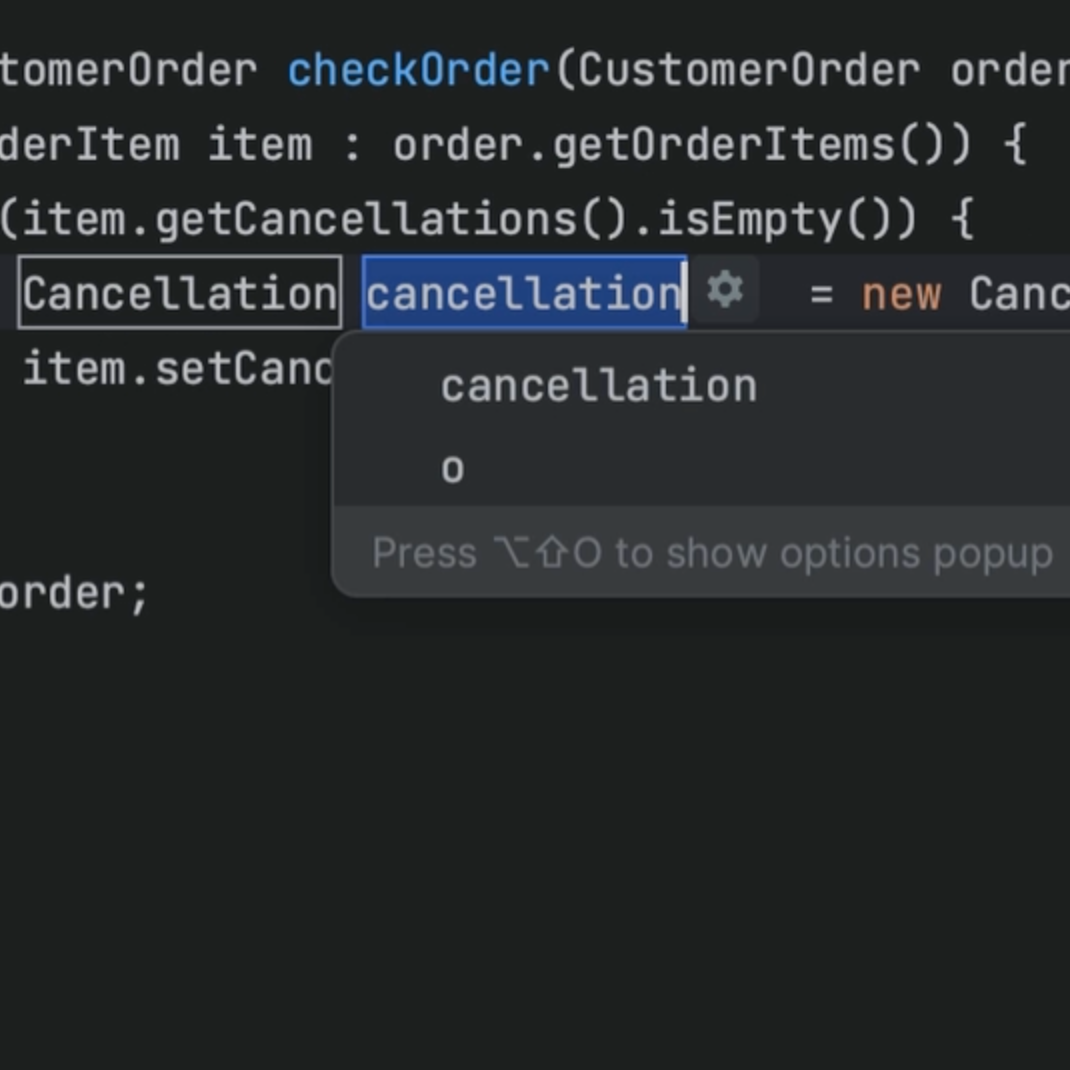 tomerOrder checkOrder(CustomerOrder order
derItem item : order.getOrderItems()) {
(item.getCancellations().isEmpty()) {
Cancellation cancellation = new Canc
item.setCanc
cancellation
o
Press ⌥⇧O to show options popup
order;